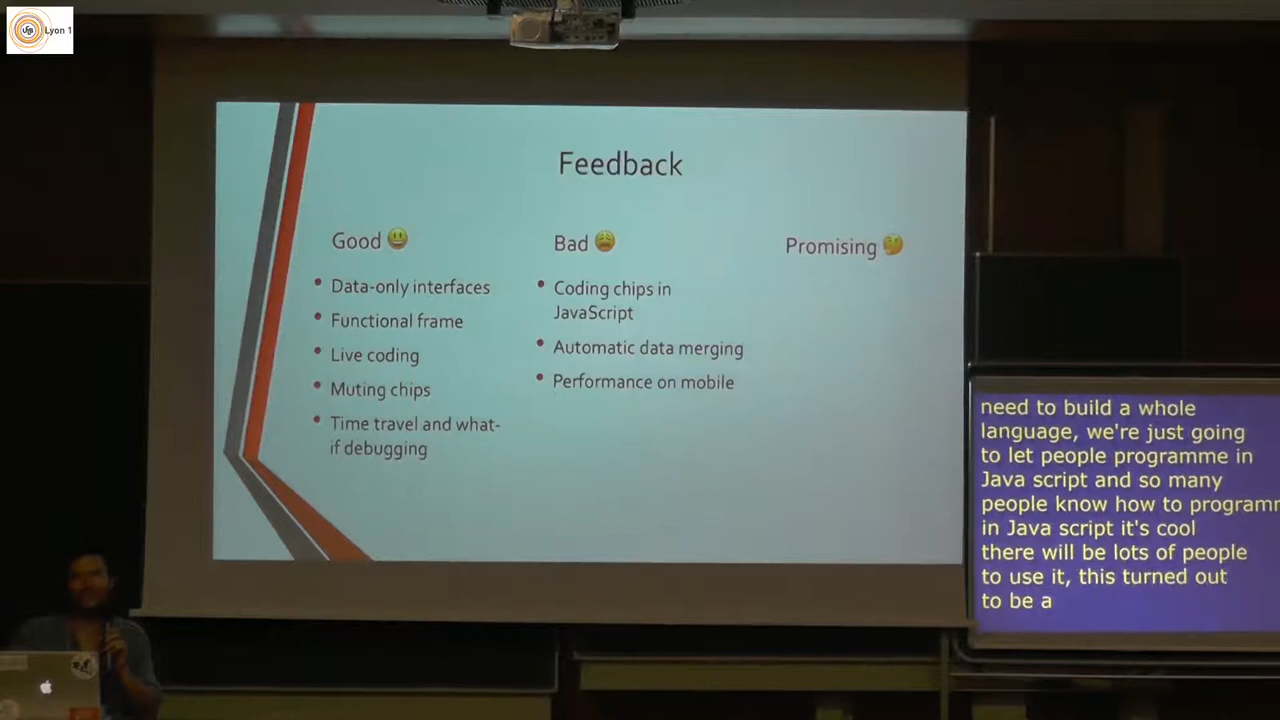 Lyon 1
Feedback
Good
Data-only interfaces
Functional frame
Live coding
Muting chips
Time travel and what-
if debugging
Bad
Coding chips in
JavaScript
Automatic data merging
Performance on mobile
Promising
need to build a whole
language, we're just going
to let people programme in
Java script and so many
people know how to programm
in Java script it's cool
there will be lots of people
to use it, this turned out
to be a